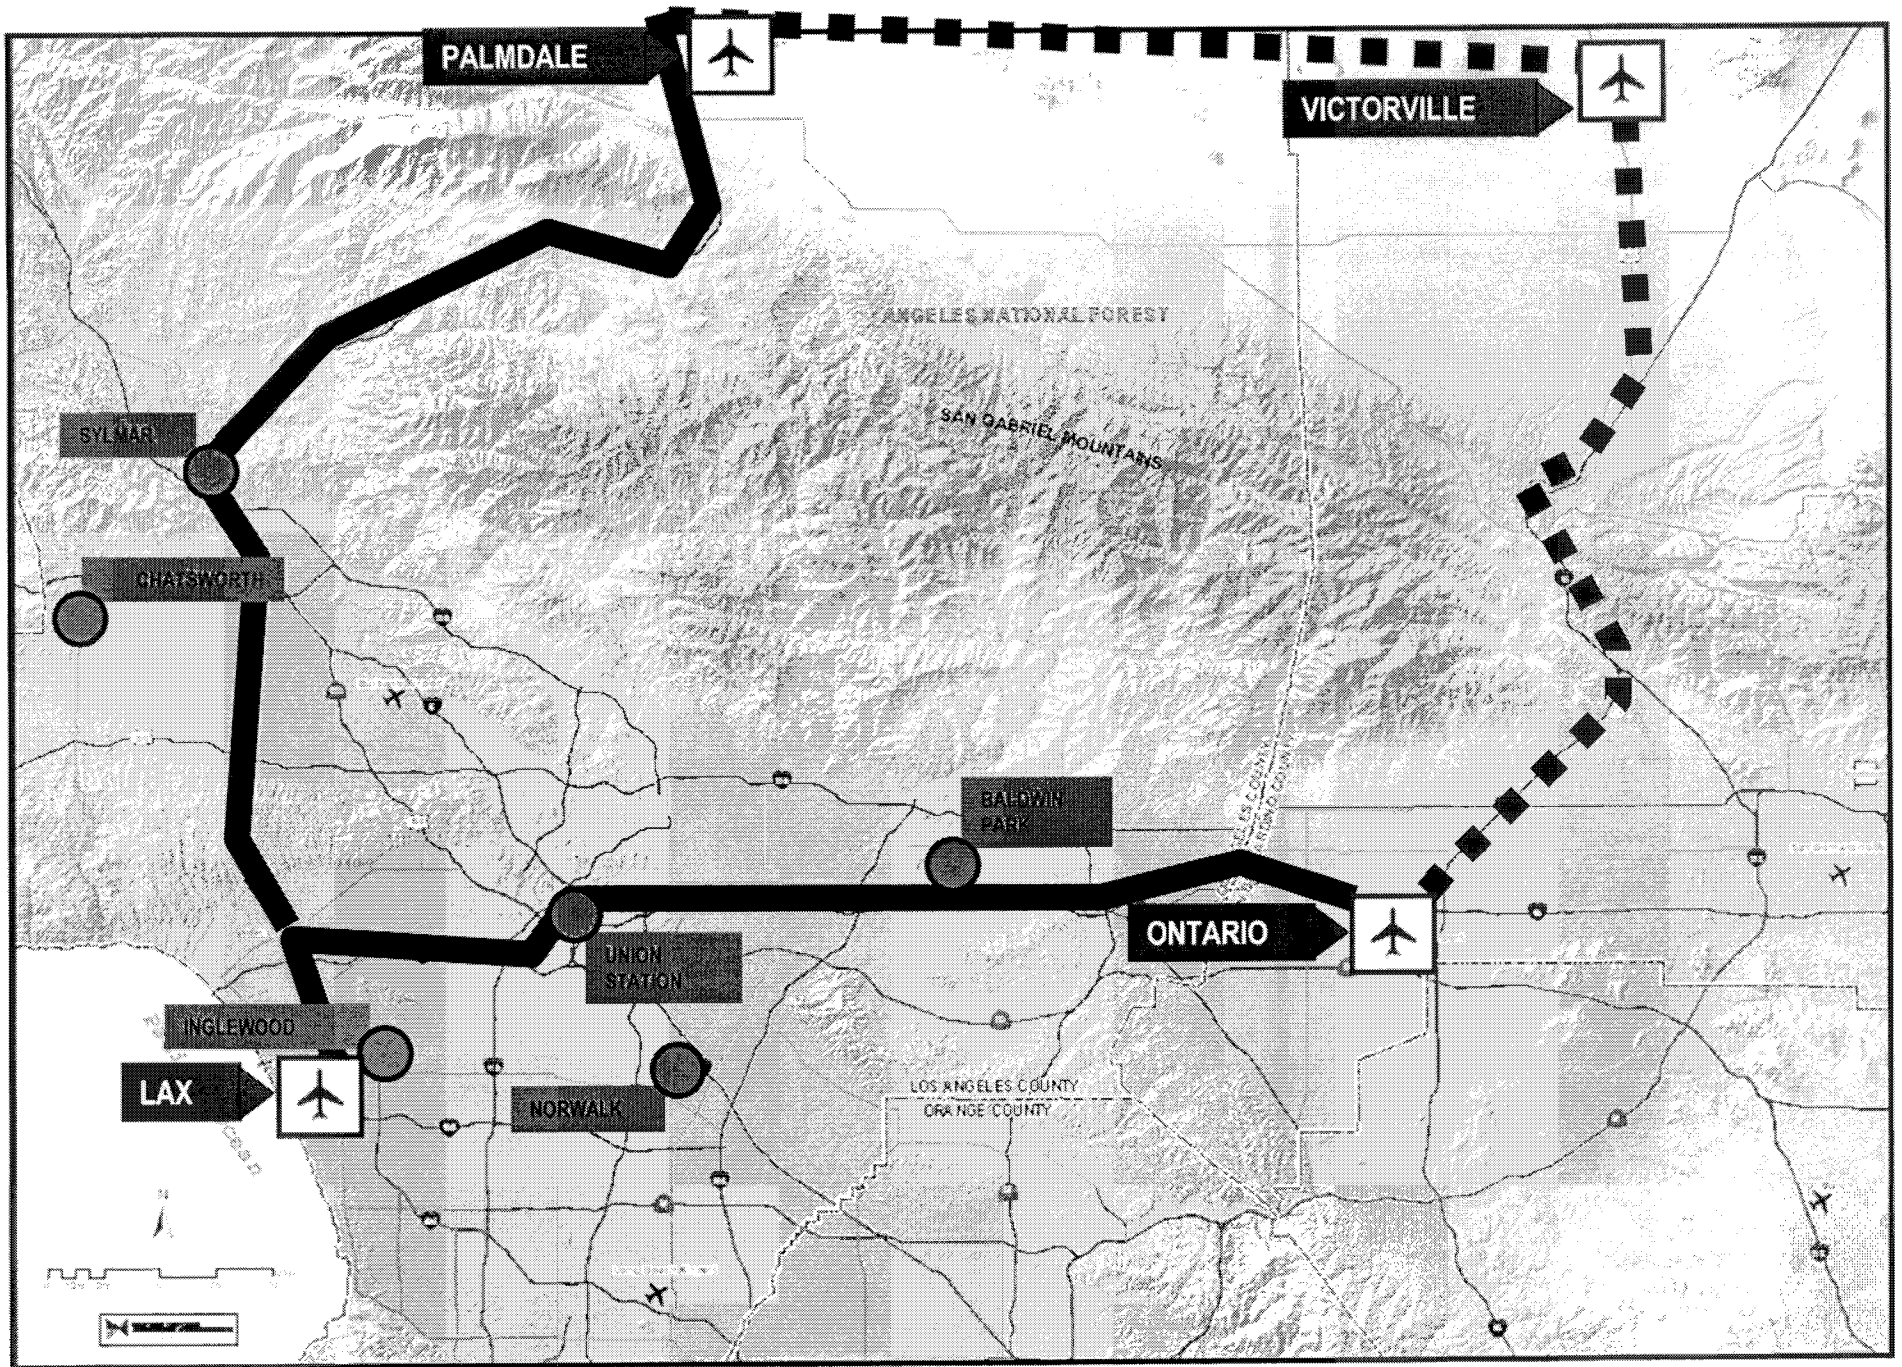 PALMDALE
VICTORVILLE
ANGELES NATIONAL FOREST
SAN GABRIEL MOUNTAINS
SYLMAR
CHATSWORTH
BALDWIN
PARK
ONTARIO
UNION
STATION
INGLEWOOD
LAX
NORWALK
LOS ANGELES COUNTY
ORANGE COUNTY
N